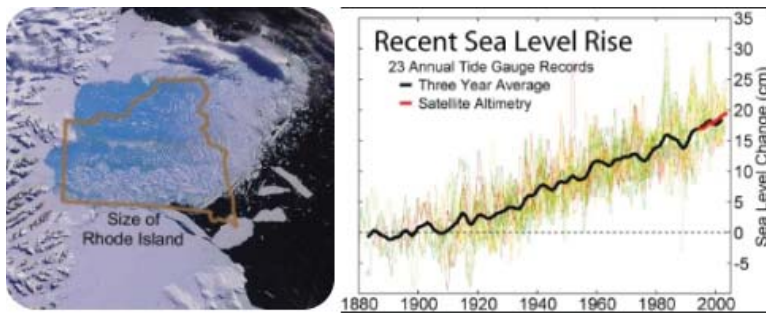 Size of
Rhode Island
Recent Sea Level Rise
23 Annual Tide Gauge Records
Three Year Average
Satellite Altimetry
35
30
25
20
15
10
5
0
-5
Sea Level Change (cm)
1880 1900 1920 1940 1960 1980 2000